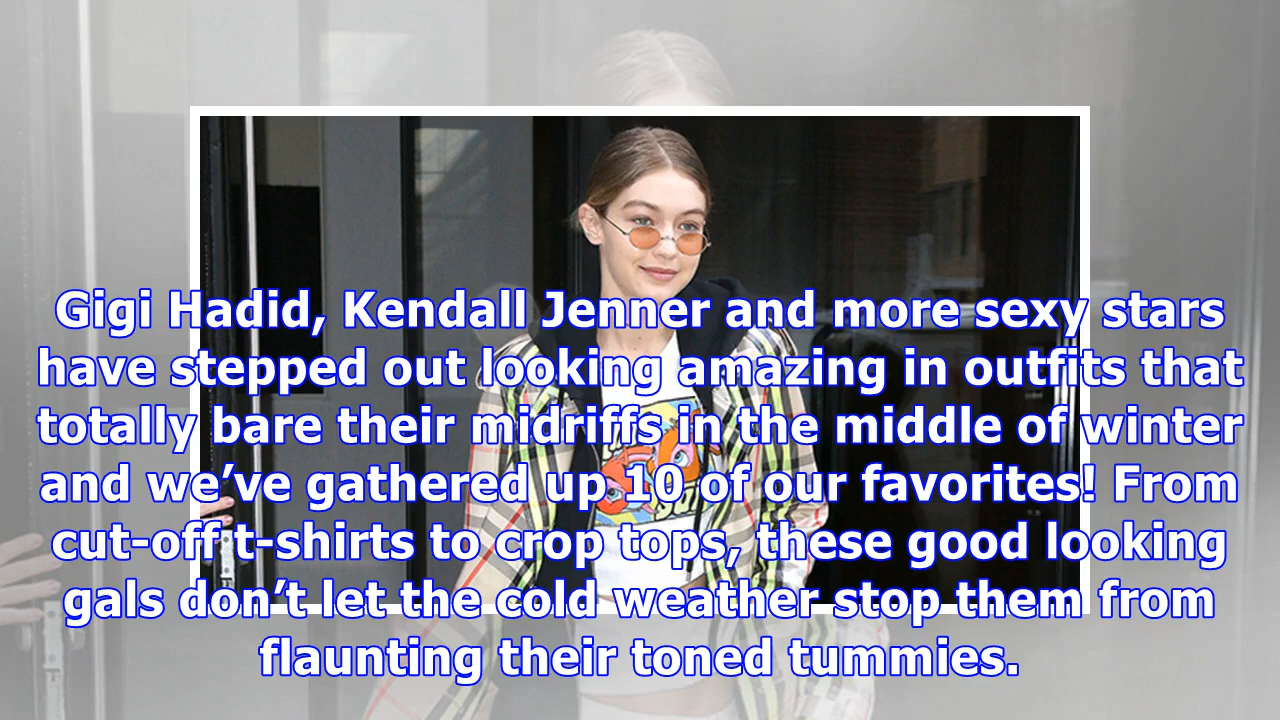 Gigi Hadid, Kendall Jenner and more sexy stars
have stepped out looking amazing in outfits that
totally bare their midriffs in the middle of winter
and we’ve gathered up 10 of our favorites! From
cut-off t-shirts to crop tops, these good looking
gals don’t let the cold weather stop them from
flaunting their toned tummies.